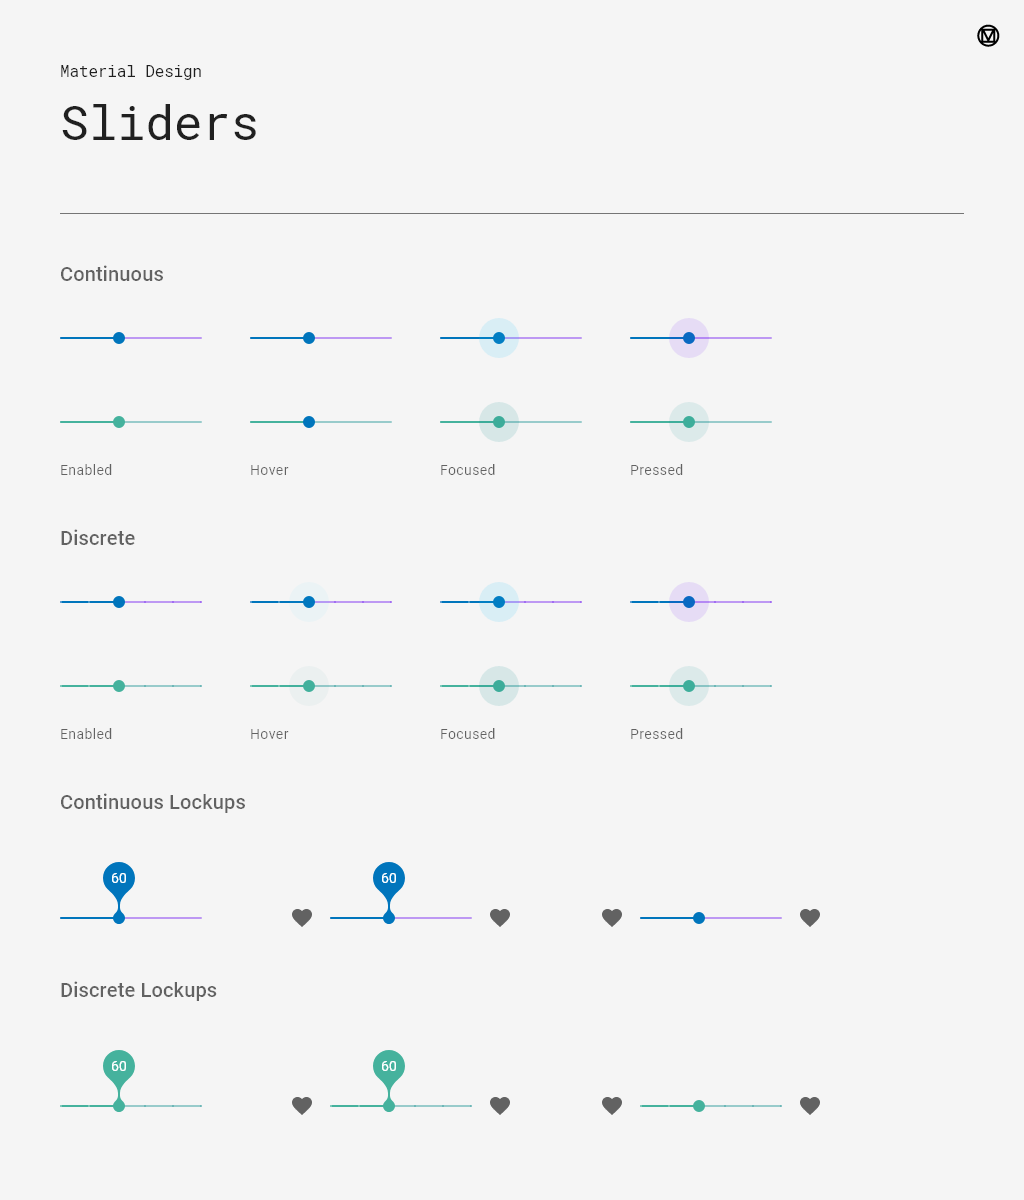 Material Design
Sliders
Continuous
Enabled Hover Focused Pressed
Discrete
Enabled Hover Focused Pressed
Continuous Lockups
60 60
Discrete Lockups
60 60